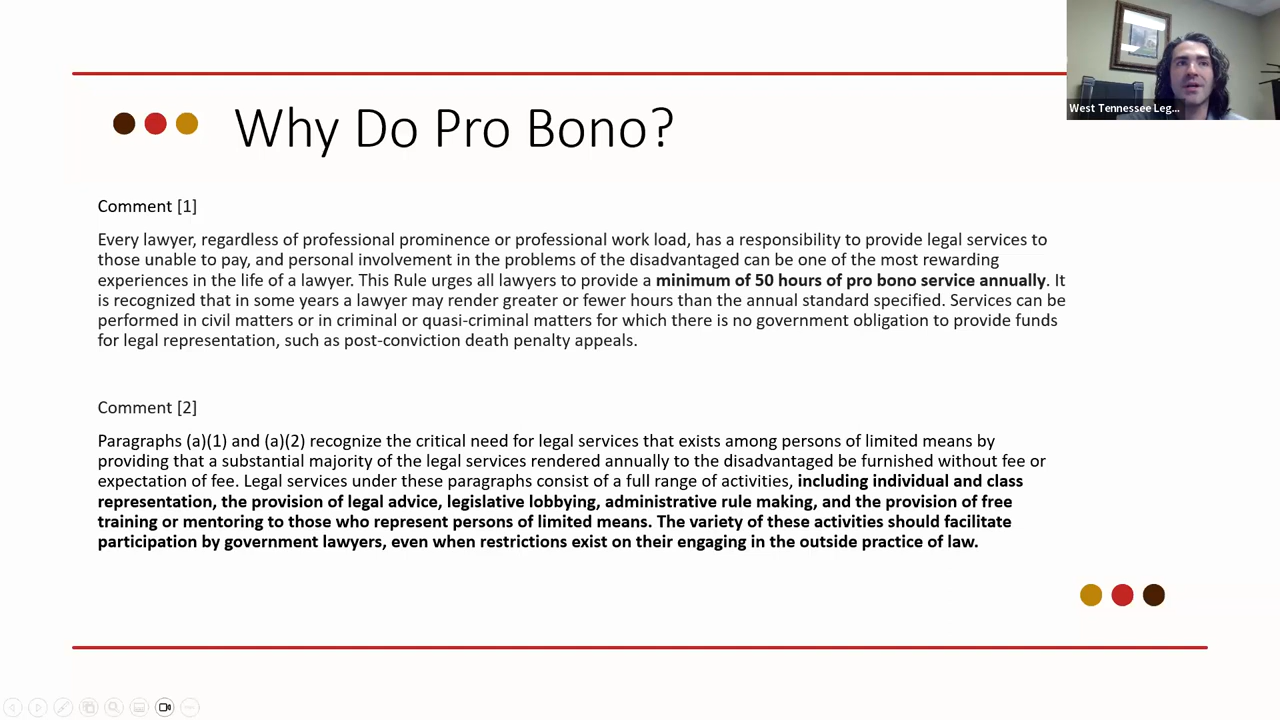 West Tennessee Leg...
Why Do Pro Bono?
Comment [1]
Every lawyer, regardless of professional prominence or professional work load, has a responsibility to provide legal services to
those unable to pay, and personal involvement in the problems of the disadvantaged can be one of the most rewarding
experiences in the life of a lawyer. This Rule urges all lawyers to provide a minimum of 50 hours of pro bono service annually. It
is recognized that in some years a lawyer may render greater or fewer hours than the annual standard specified. Services can be
performed in civil matters or in criminal or quasi-criminal matters for which there is no government obligation to provide funds
for legal representation, such as post-conviction death penalty appeals.
Comment [2]
Paragraphs (a)(1) and (a)(2) recognize the critical need for legal services that exists among persons of limited means by
providing that a substantial majority of the legal services rendered annually to the disadvantaged be furnished without fee or
expectation of fee. Legal services under these paragraphs consist of a full range of activities, including individual and class
representation, the provision of legal advice, legislative lobbying, administrative rule making, and the provision of free
training or mentoring to those who represent persons of limited means. The variety of these activities should facilitate
participation by government lawyers, even when restrictions exist on their engaging in the outside practice of law.